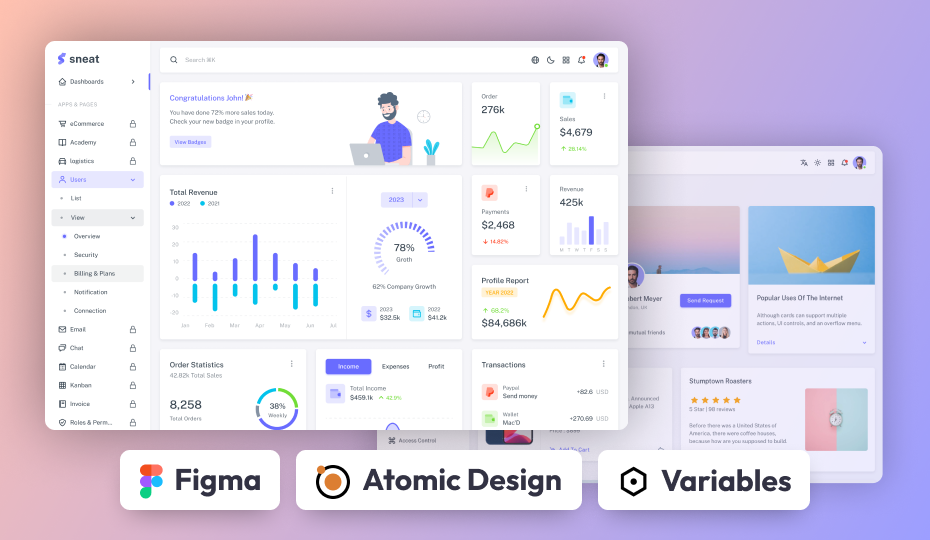 sneat
Search ⌘K
Dashboards
APPS & PAGES
eCommerce
Academy
logistics
Users
List
View
Overview
Security
Billing & Plans
Notification
Connection
Email
Chat
Calendar
Kanban
Invoice
Roles & Perm...
Congratulations John! 🎉
You have done 72% more sales today.
Check your new badge in your profile.
View Badges
Order
276k
Sales
$4,679
28.14%
Total Revenue
2022
2021
30
20
10
0
-10
-20
Jan Feb Mar Apr May Jun Jul
2023
78%
Groth
62% Company Growth
2023
$32.5k
2022
$41.2k
Payments
$2,468
14.82%
Revenue
425k
M T W T F S S
Profile Report
YEAR 2022
68.2%
$84,686k
Order Statistics
42.82k Total Sales
8,258
Total Orders
38%
Weekly
Income
Expenses
Profit
Total Income
$459.1k
42.9%
Transactions
Paypal
Send money
+82.6 USD
Wallet
Mac'D
+270.69 USD
bert Meyer
Send Request
mutual friends
Popular Uses Of The Internet
Although cards can support multiple
actions, UI controls, and an overflow menu.
Details
Announced
Apple A13
Access Control
Add To Cart
Stumptown Roasters
5 Star | 98 reviews
Before there was a United States of
America, there were coffee houses,
because how are you supposed to build.
Figma
Atomic Design
Variables